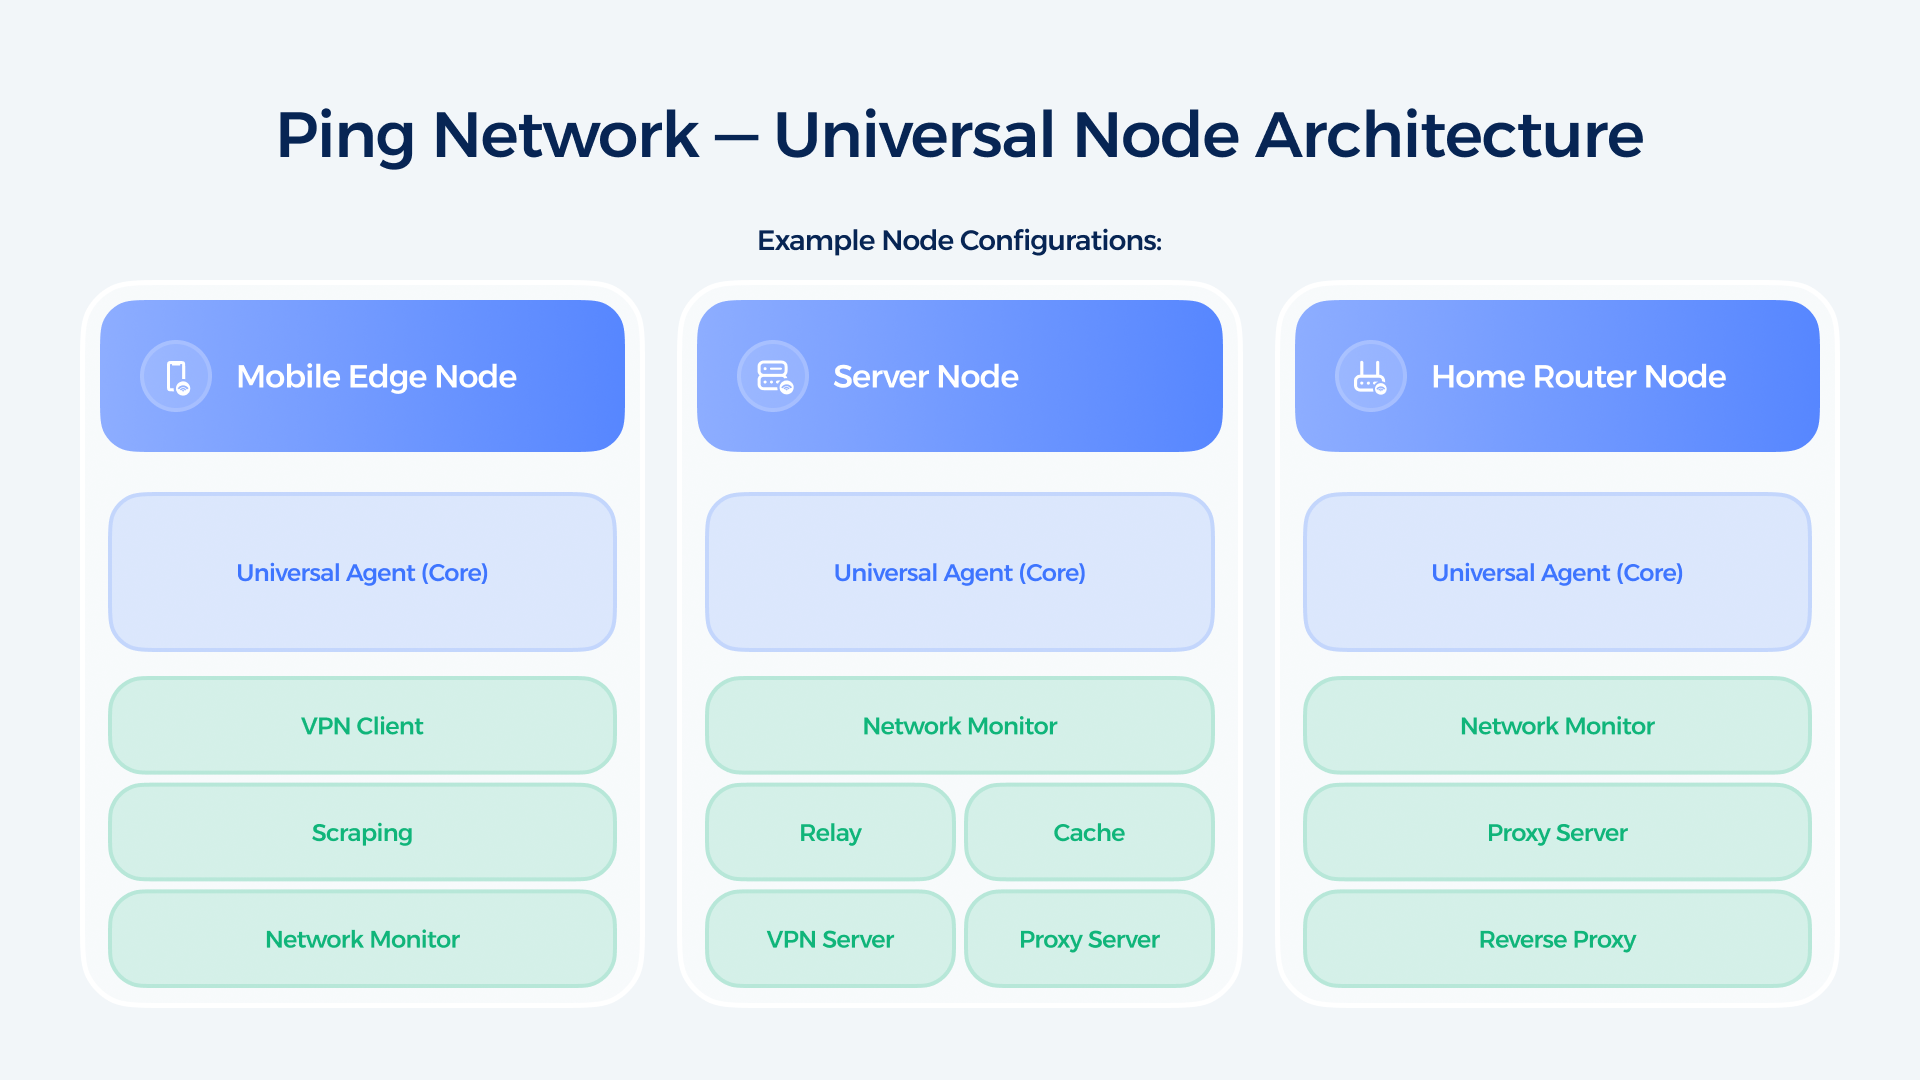 Ping Network — Universal Node Architecture
Example Node Configurations:
Mobile Edge Node
Universal Agent (Core)
VPN Client
Scraping
Network Monitor
Server Node
Universal Agent (Core)
Network Monitor
Relay
Cache
VPN Server
Proxy Server
Home Router Node
Universal Agent (Core)
Network Monitor
Proxy Server
Reverse Proxy